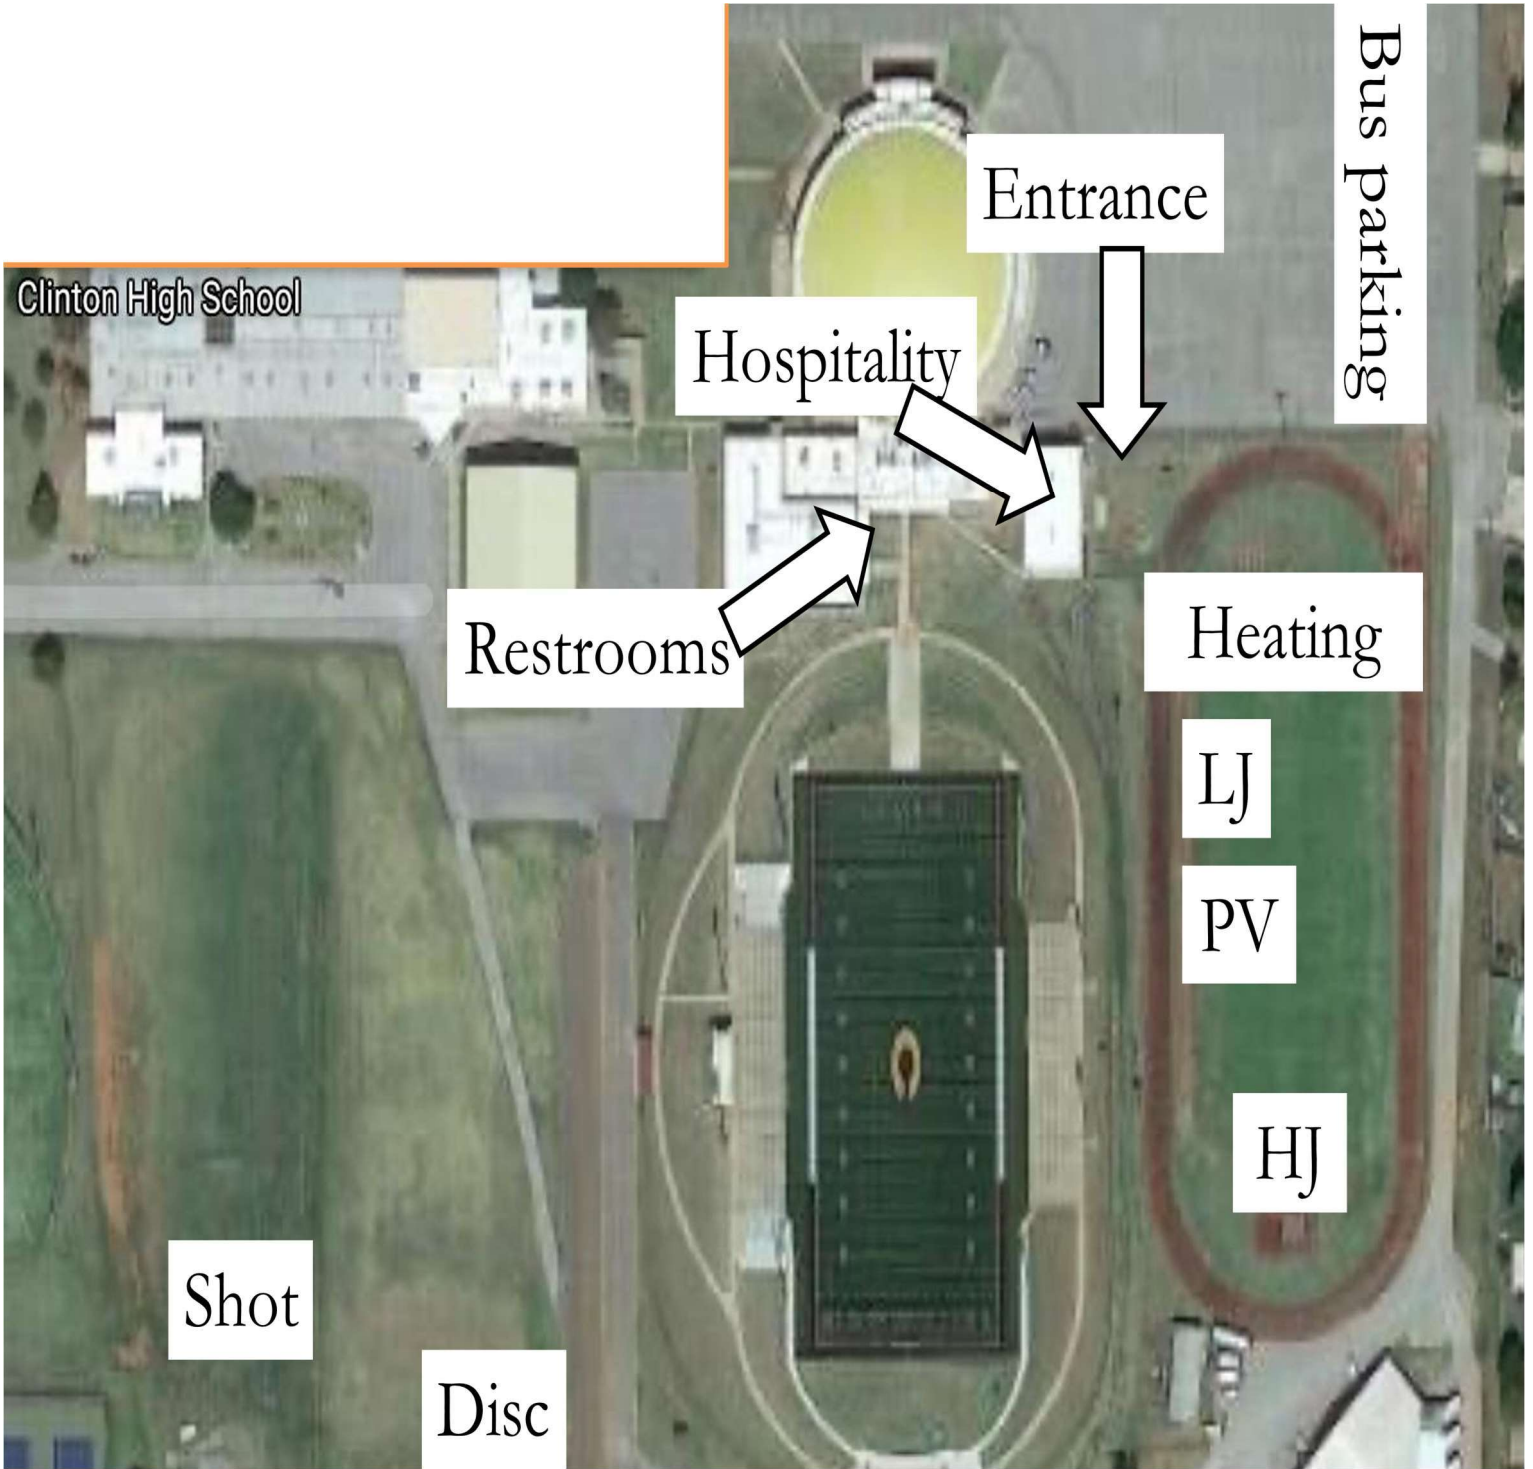 Bus parking
Entrance
Clinton High School
Hospitality
Restrooms
Heating
LJ
PV
HJ
Shot
Disc